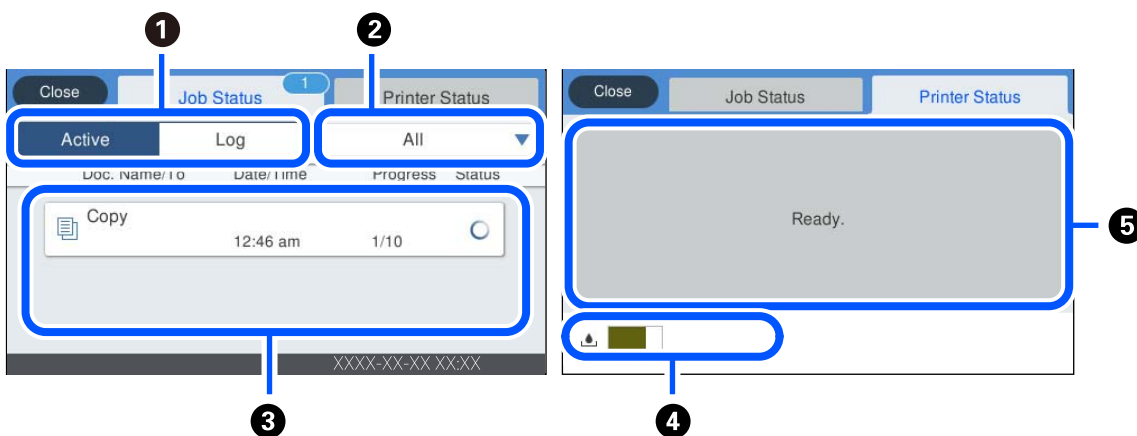 1 2
Close Job Status 1 Printer Status
Active Log All
Doc. Name/To Date/Time Progress Status
Copy
12:46 am 1/10
XXXX-XX-XX XX:XX
3
Close Job Status Printer Status
Ready.
5
4